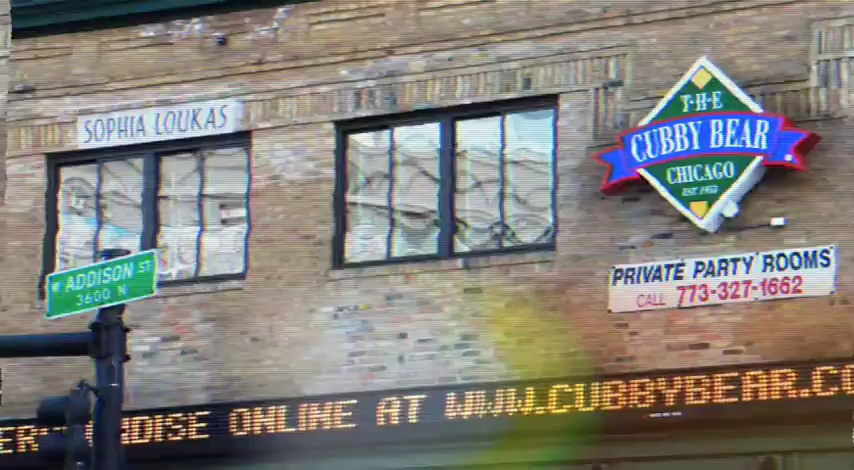 SOPHIA LOUKAS
T·H·E
CUBBY BEAR
CHICAGO
EST. 1953
W ADDISON ST
3600 N
PRIVATE PARTY ROOMS
CALL 773-327-1662
ONLINE AT WWW.CUBBYBEAR.CO